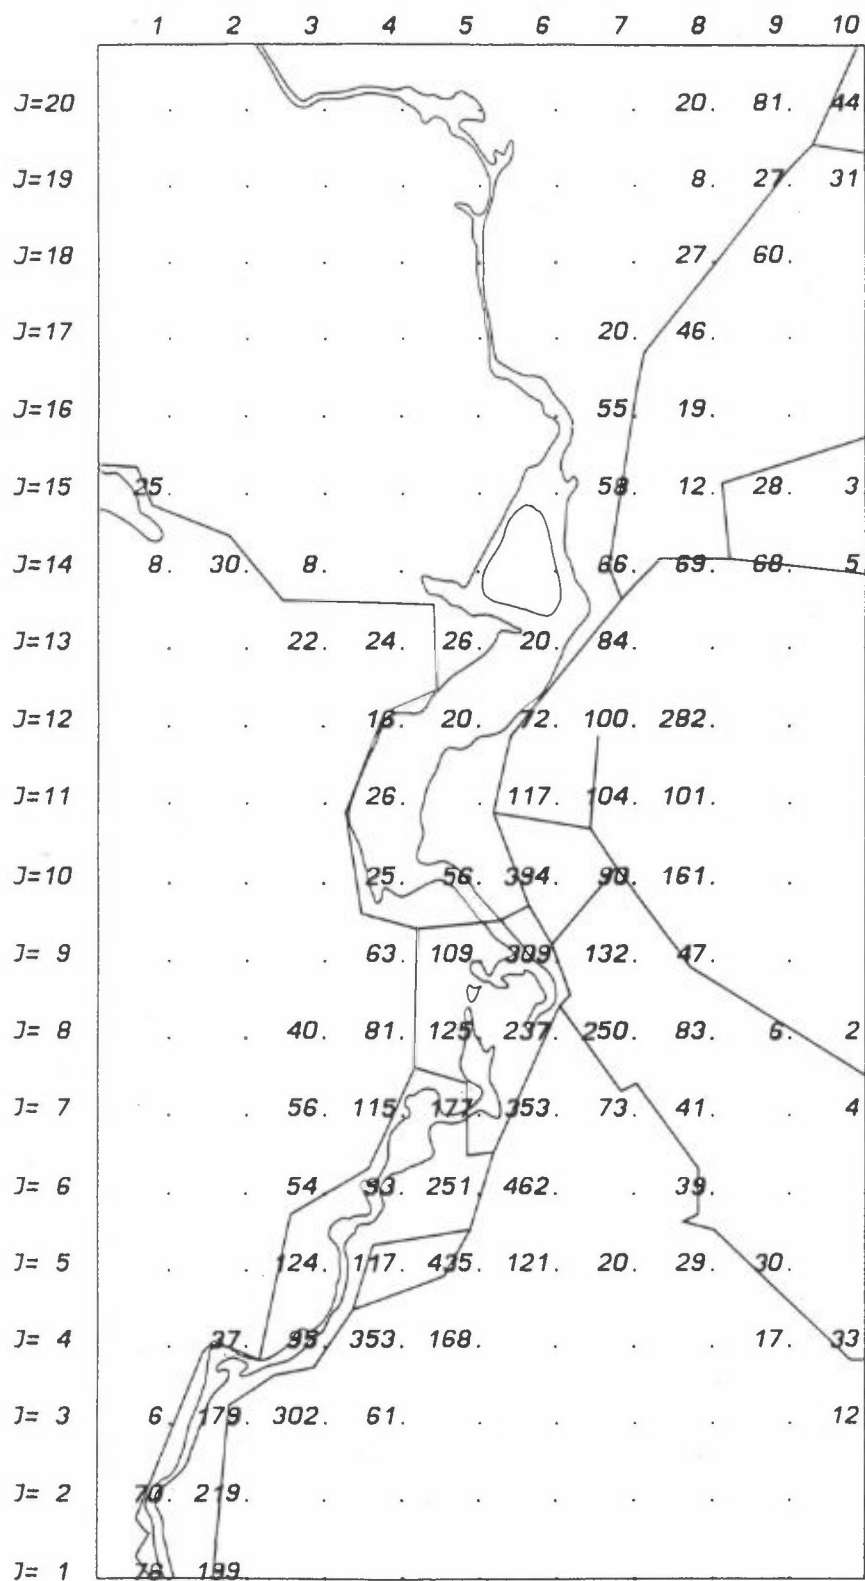 1 2 3 4 5 6 7 8 9 10
J=20 . . . . . . . 20. 81. 44
J=19 . . . . . . . 8. 27. 31
J=18 . . . . . . . 27. 60.
J=17 . . . . . . 20. 46. .
J=16 . . . . . . 55. 19. .
J=15 25. . . . . . 58. 12. 28. 3
J=14 8. 30. 8. . . . 66. 69. 68. 5
J=13 . . 22. 24. 26. 20. 84. . .
J=12 . . . 16. 20. 72. 100. 282. .
J=11 . . . 26. . 117. 104. 101. .
J=10 . . . 25. 56. 394. 90. 161. .
J= 9 . . . 63. 109. 309. 132. 47. .
J= 8 . . 40. 81. 125. 237. 250. 83. 6. 2
J= 7 . . 56. 115. 177. 353. 73. 41. . 4
J= 6 . . 54. 93. 251. 462. . 39. .
J= 5 . . 124. 117. 435. 121. 20. 29. 30.
J= 4 . 37. 95. 353. 168. . . . 17. 33
J= 3 6. 179. 302. 61. . . . . . 12
J= 2 70. 219. . . . . . . .
J= 1 76. 199.